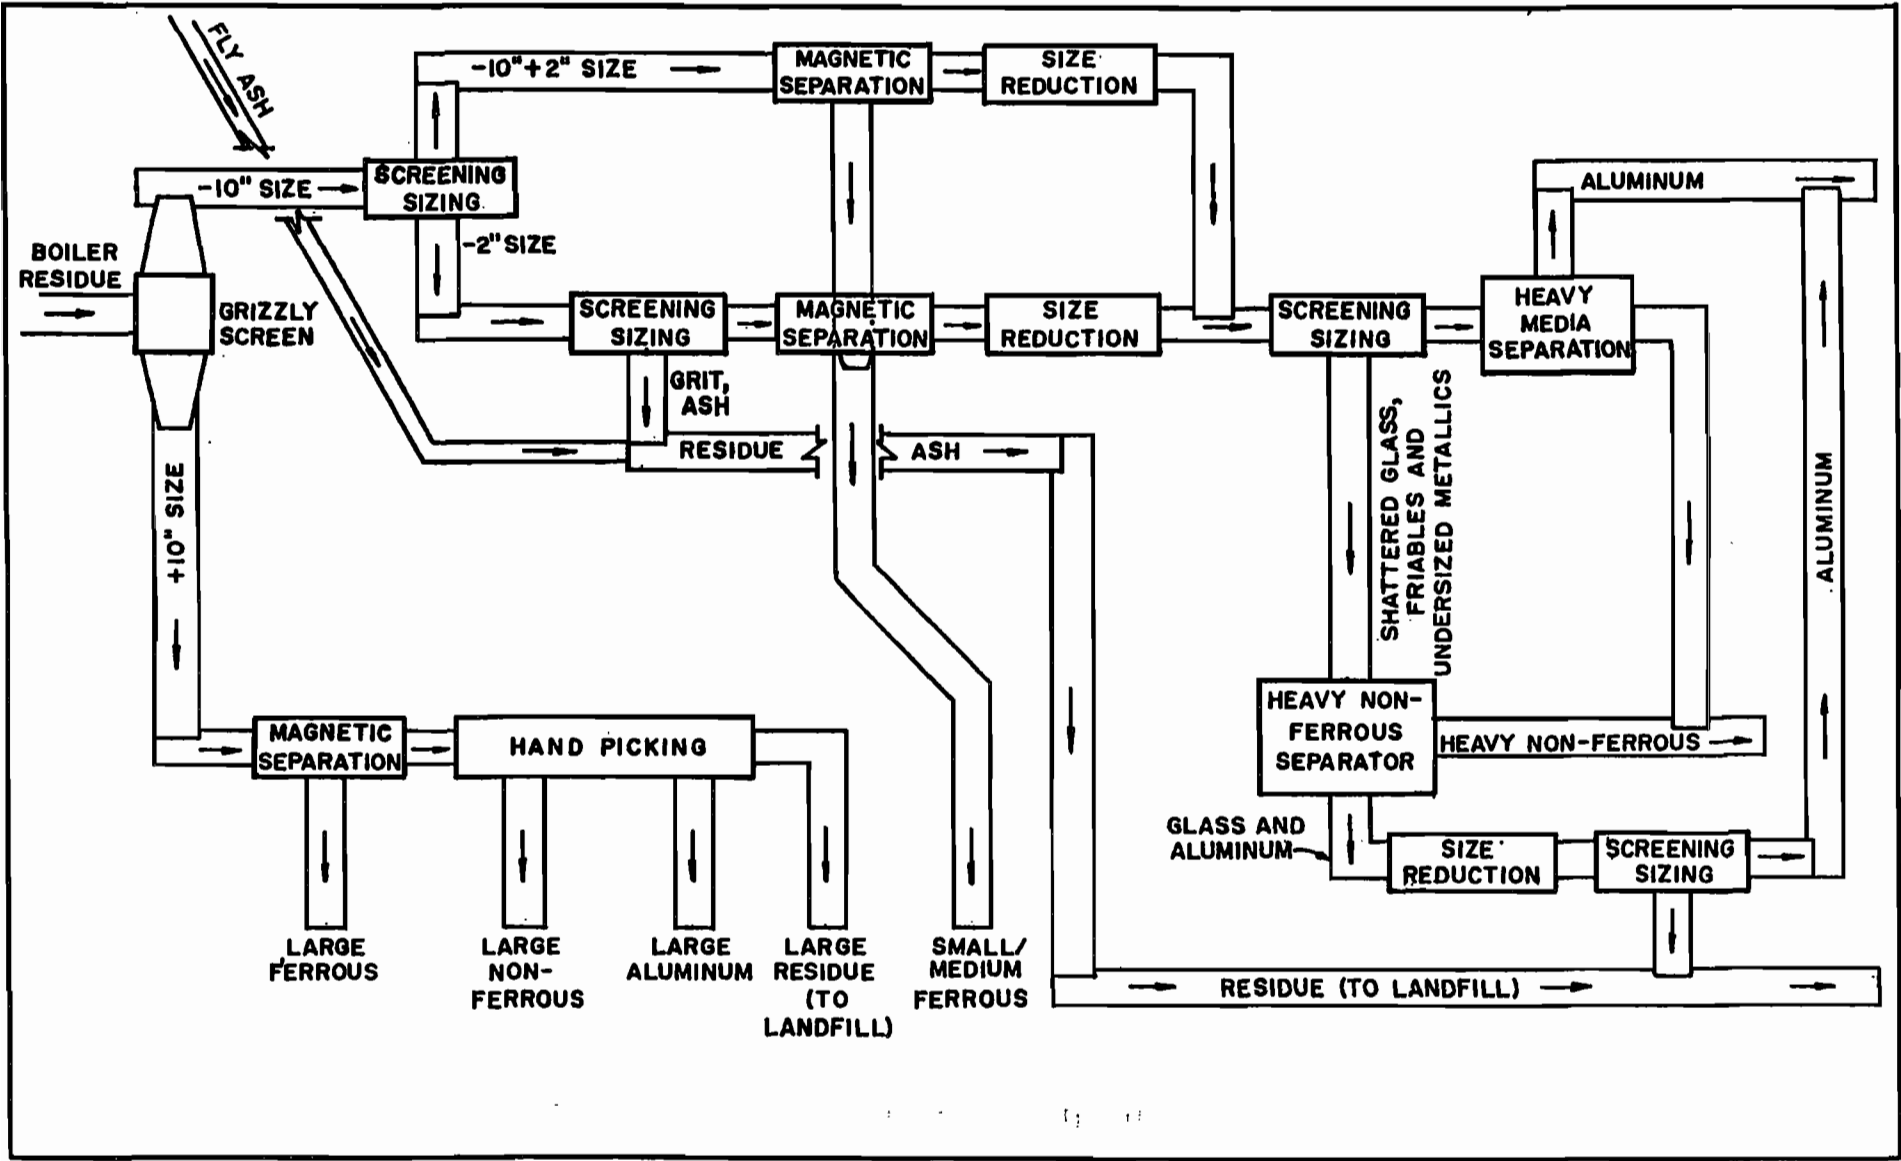 FLY ASH
-10"+2" SIZE
MAGNETIC
SEPARATION
SIZE
REDUCTION
-10" SIZE
SCREENING
SIZING
ALUMINUM
-2" SIZE
BOILER
RESIDUE
GRIZZLY
SCREEN
SCREENING
SIZING
MAGNETIC
SEPARATION
SIZE
REDUCTION
SCREENING
SIZING
HEAVY
MEDIA
SEPARATION
GRIT,
ASH
RESIDUE
ASH
SHATTERED GLASS,
FRIABLES AND
UNDERSIZED METALLICS
ALUMINUM
+10" SIZE
MAGNETIC
SEPARATION
HAND PICKING
HEAVY NON-
FERROUS
SEPARATOR
HEAVY NON-FERROUS
GLASS AND
ALUMINUM
SIZE
REDUCTION
SCREENING
SIZING
LARGE
FERROUS
LARGE
NON-
FERROUS
LARGE
ALUMINUM
LARGE
RESIDUE
(TO
LANDFILL)
SMALL/
MEDIUM
FERROUS
RESIDUE (TO LANDFILL)